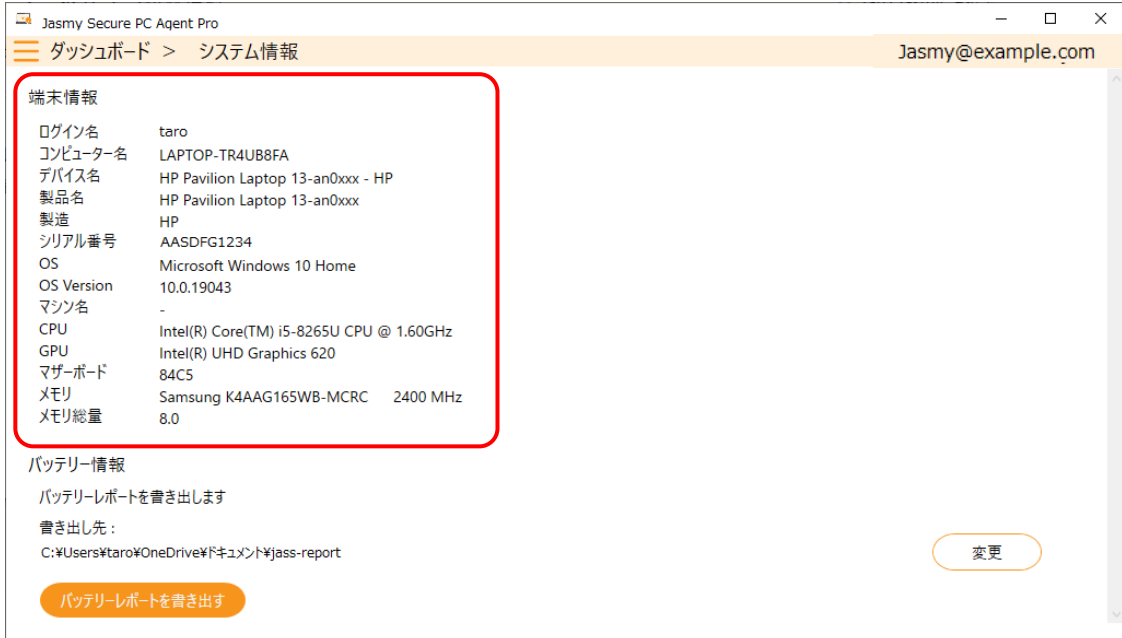 Jasmy Secure PC Agent Pro
ダッシュボード > システム情報
Jasmy@example.com
端末情報
ログイン名 taro
コンピューター名 LAPTOP-TR4UB8FA
デバイス名 HP Pavilion Laptop 13-an0xxx - HP
製品名 HP Pavilion Laptop 13-an0xxx
製造 HP
シリアル番号 AASDFG1234
OS Microsoft Windows 10 Home
OS Version 10.0.19043
マシン名 -
CPU Intel(R) Core(TM) i5-8265U CPU @ 1.60GHz
GPU Intel(R) UHD Graphics 620
マザーボード 84C5
メモリ Samsung K4AAG165WB-MCRC 2400 MHz
メモリ総量 8.0
バッテリー情報
バッテリーレポートを書き出します
書き出し先 :
C:¥Users¥taro¥OneDrive¥ドキュメント¥jass-report
変更
バッテリーレポートを書き出す